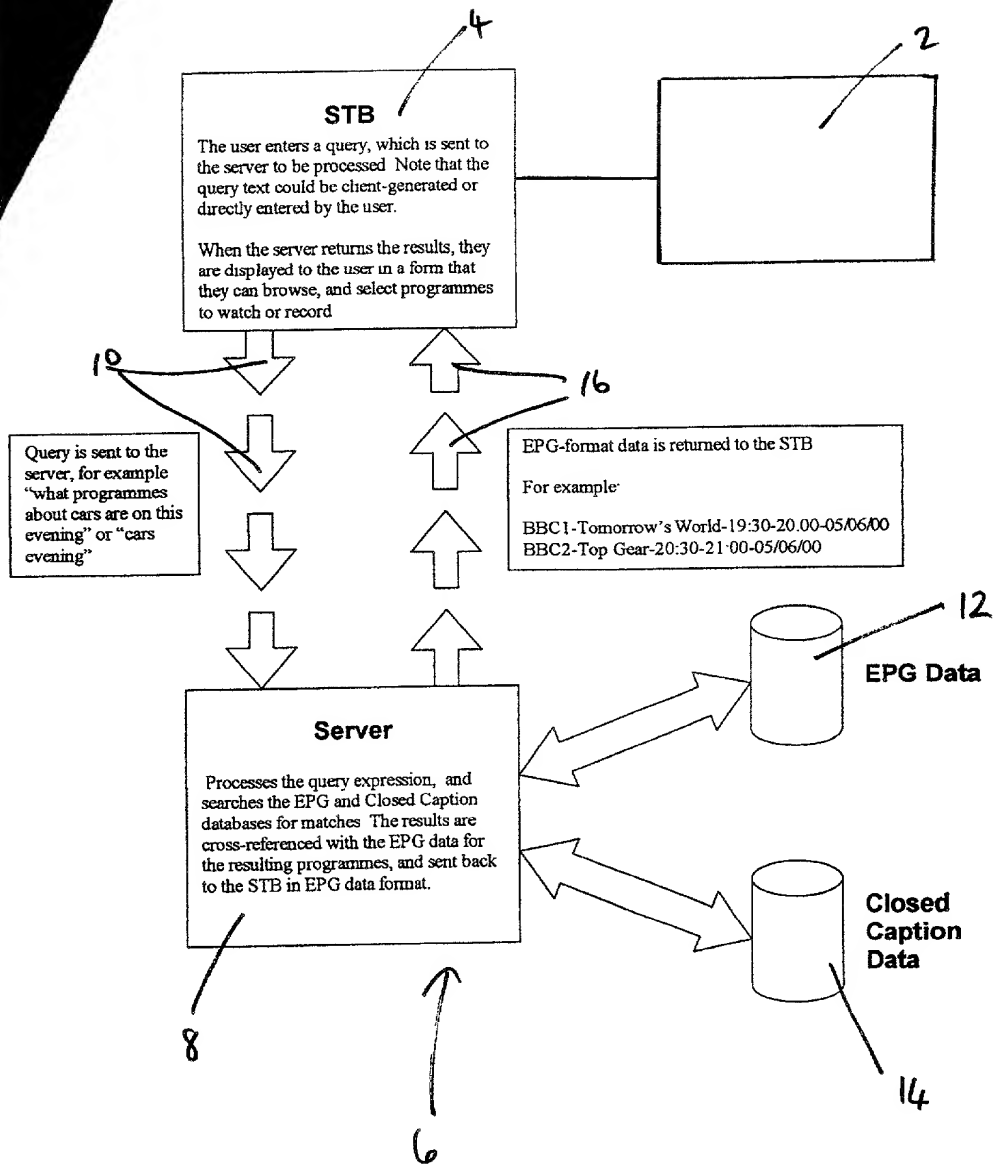 4
2
STB
The user enters a query, which is sent to
the server to be processed Note that the
query text could be client-generated or
directly entered by the user.
When the server returns the results, they
are displayed to the user in a form that
they can browse, and select programmes
to watch or record
10
16
Query is sent to the
server, for example
“what programmes
about cars are on this
evening” or “cars
evening”
EPG-format data is returned to the STB
For example·
BBC1-Tomorrow's World-19:30-20.00-05/06/00
BBC2-Top Gear-20:30-21·00-05/06/00
12
EPG Data
Server
Processes the query expression, and
searches the EPG and Closed Caption
databases for matches The results are
cross-referenced with the EPG data for
the resulting programmes, and sent back
to the STB in EPG data format.
Closed
Caption
Data
8
6
14